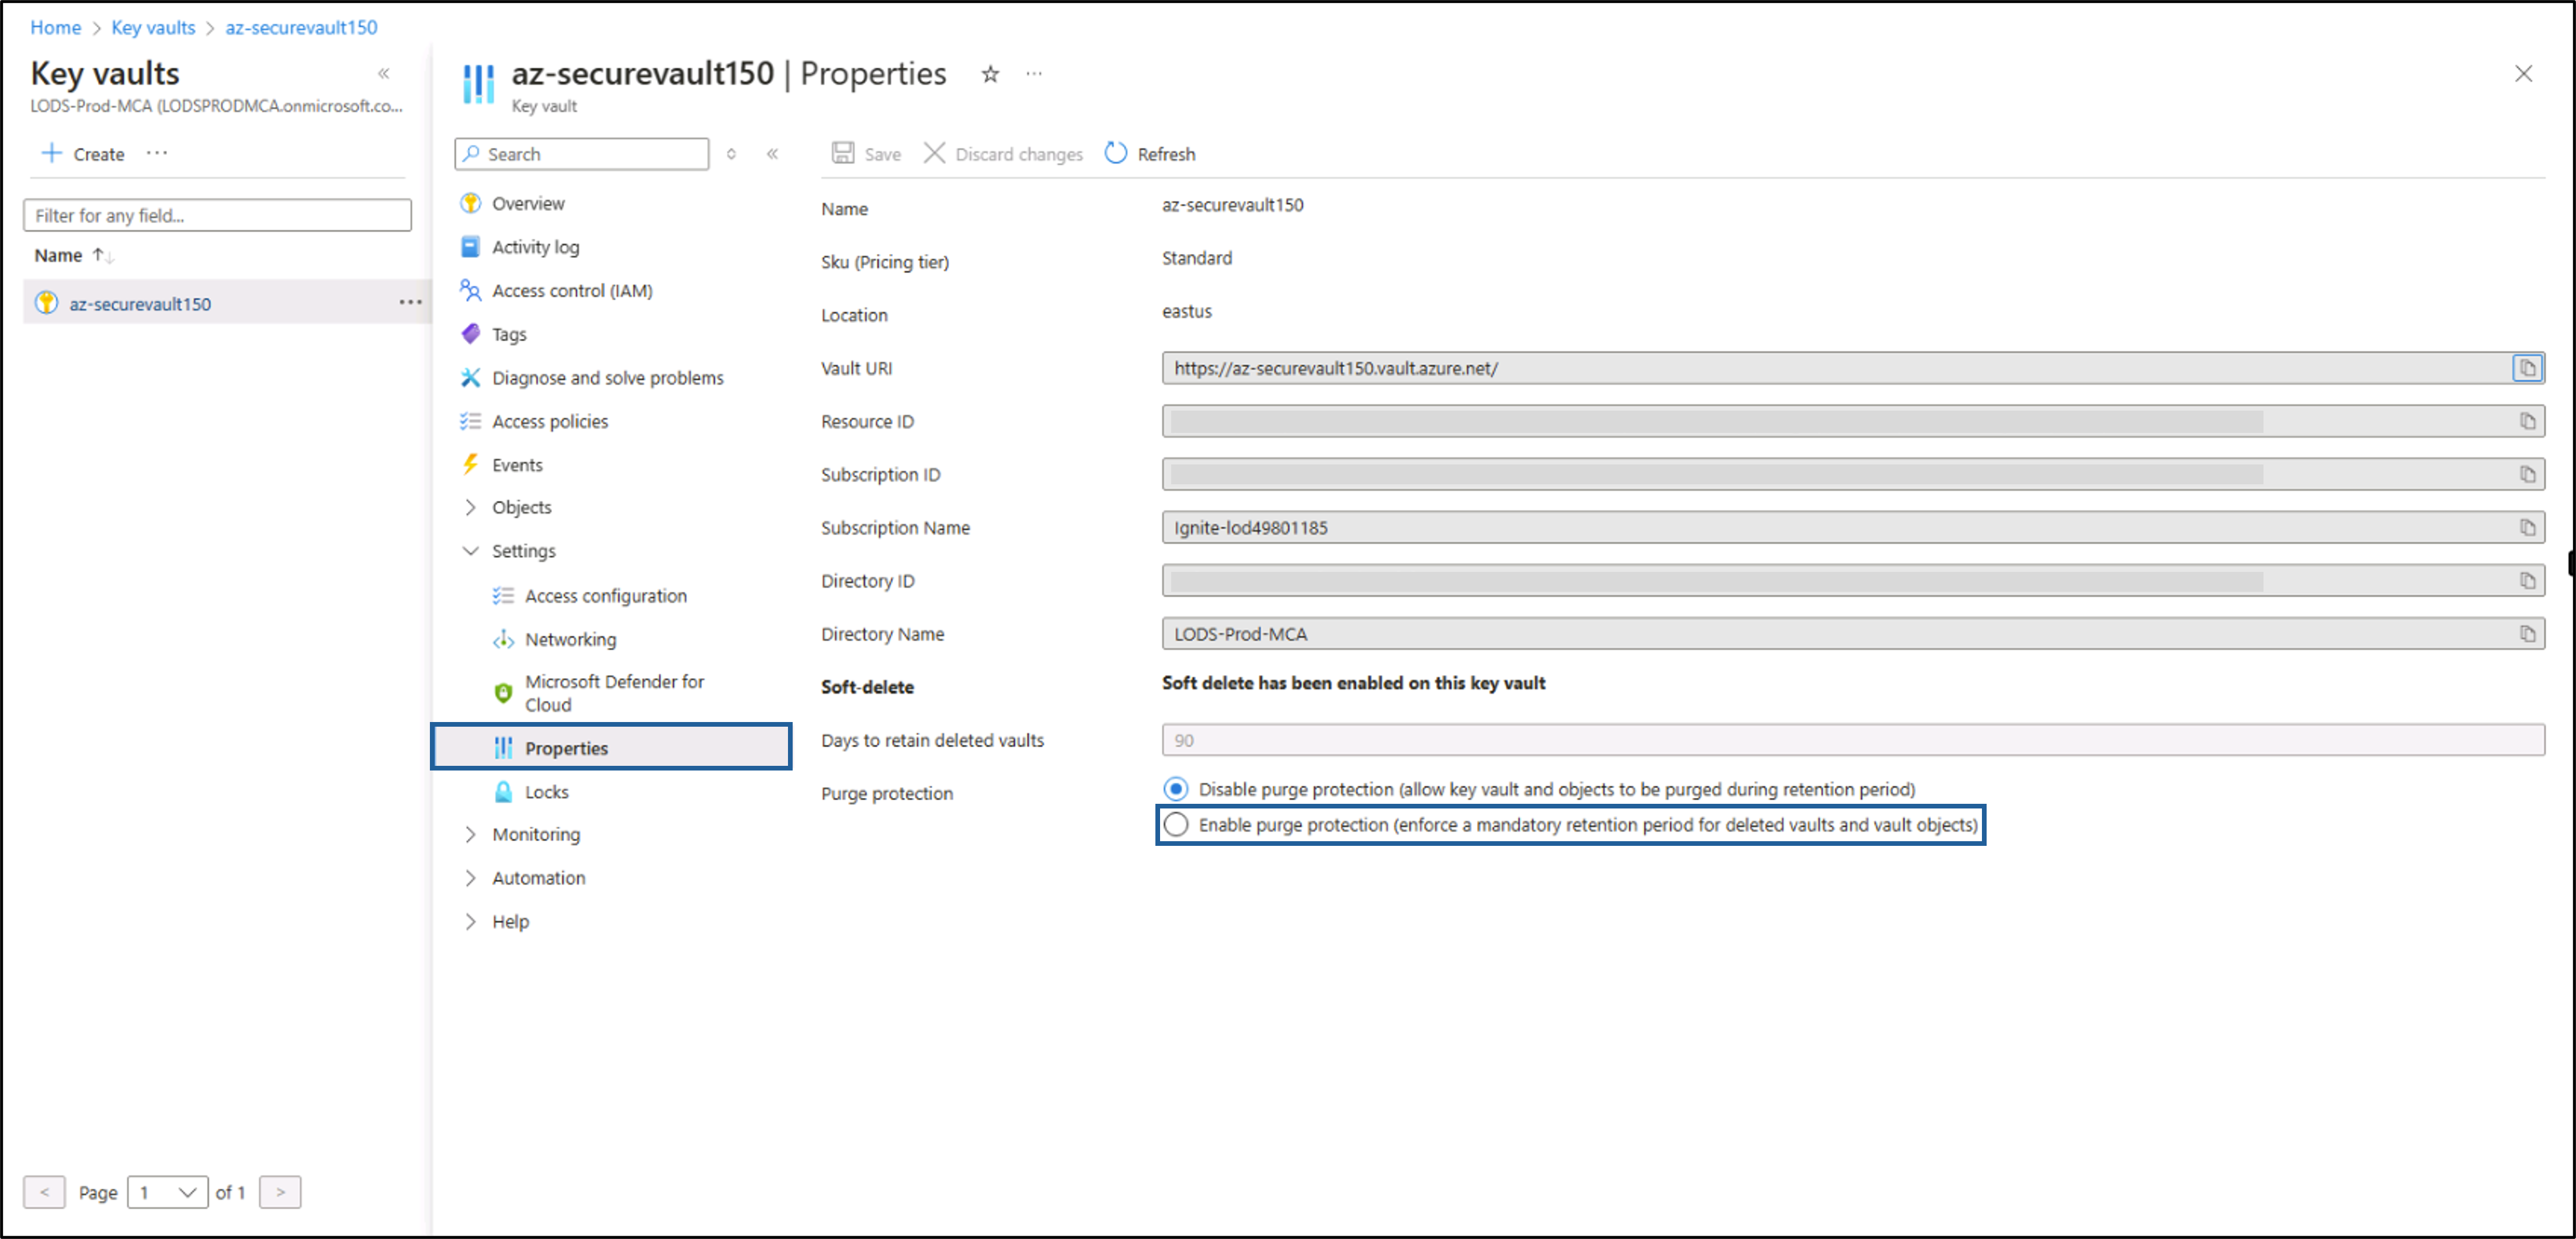 Home > Key vaults > az-securevault150
Key vaults
LODS-Prod-MCA (LODSPRODMCA.onmicrosoft.co...
Create
Filter for any field...
Name
az-securevault150
Page 1 of 1
az-securevault150 | Properties
Key vault
Search
Overview
Activity log
Access control (IAM)
Tags
Diagnose and solve problems
Access policies
Events
Objects
Settings
Access configuration
Networking
Microsoft Defender for
Cloud
Properties
Locks
Monitoring
Automation
Help
Save Discard changes Refresh
Name az-securevault150
Sku (Pricing tier) Standard
Location eastus
Vault URI https://az-securevault150.vault.azure.net/
Resource ID
Subscription ID
Subscription Name Ignite-lod49801185
Directory ID
Directory Name LODS-Prod-MCA
Soft-delete Soft delete has been enabled on this key vault
Days to retain deleted vaults 90
Purge protection Disable purge protection (allow key vault and objects to be purged during retention period)
Enable purge protection (enforce a mandatory retention period for deleted vaults and vault objects)